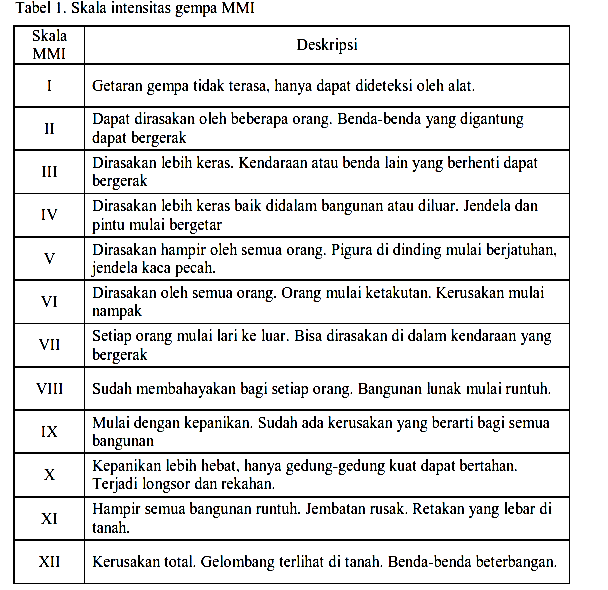 Tabel 1. Skala intensitas gempa MMI
Skala
MMI
Deskripsi
I
Getaran gempa tidak terasa, hanya dapat dideteksi oleh alat.
II
Dapat dirasakan oleh beberapa orang. Benda-benda yang digantung
dapat bergerak
III
Dirasakan lebih keras. Kendaraan atau benda lain yang berhenti dapat
bergerak
IV
Dirasakan lebih keras baik didalam bangunan atau diluar. Jendela dan
pintu mulai bergetar
V
Dirasakan hampir oleh semua orang. Pigura di dinding mulai berjatuhan,
jendela kaca pecah.
VI
Dirasakan oleh semua orang. Orang mulai ketakutan. Kerusakan mulai
nampak
VII
Setiap orang mulai lari ke luar. Bisa dirasakan di dalam kendaraan yang
bergerak
VIII
Sudah membahayakan bagi setiap orang. Bangunan lunak mulai runtuh.
IX
Mulai dengan kepanikan. Sudah ada kerusakan yang berarti bagi semua
bangunan
X
Kepanikan lebih hebat, hanya gedung-gedung kuat dapat bertahan.
Terjadi longsor dan rekahan.
XI
Hampir semua bangunan runtuh. Jembatan rusak. Retakan yang lebar di
tanah.
XII
Kerusakan total. Gelombang terlihat di tanah. Benda-benda beterbangan.